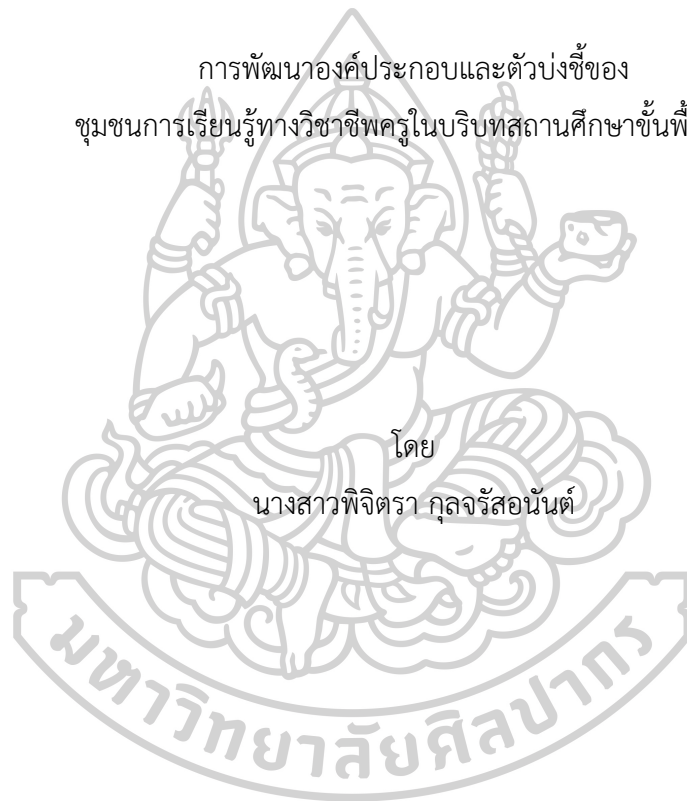 การพัฒนาองค์ประกอบและตัวบ่งชี้ของ
ชุมชนการเรียนรู้ทางวิชาชีพครูในบริบทสถานศึกษาขั้นพื้
โดย
นางสาวพิจิตรา กุลจรัสอนันต์
มหาวิทยาลัยศิลปากร